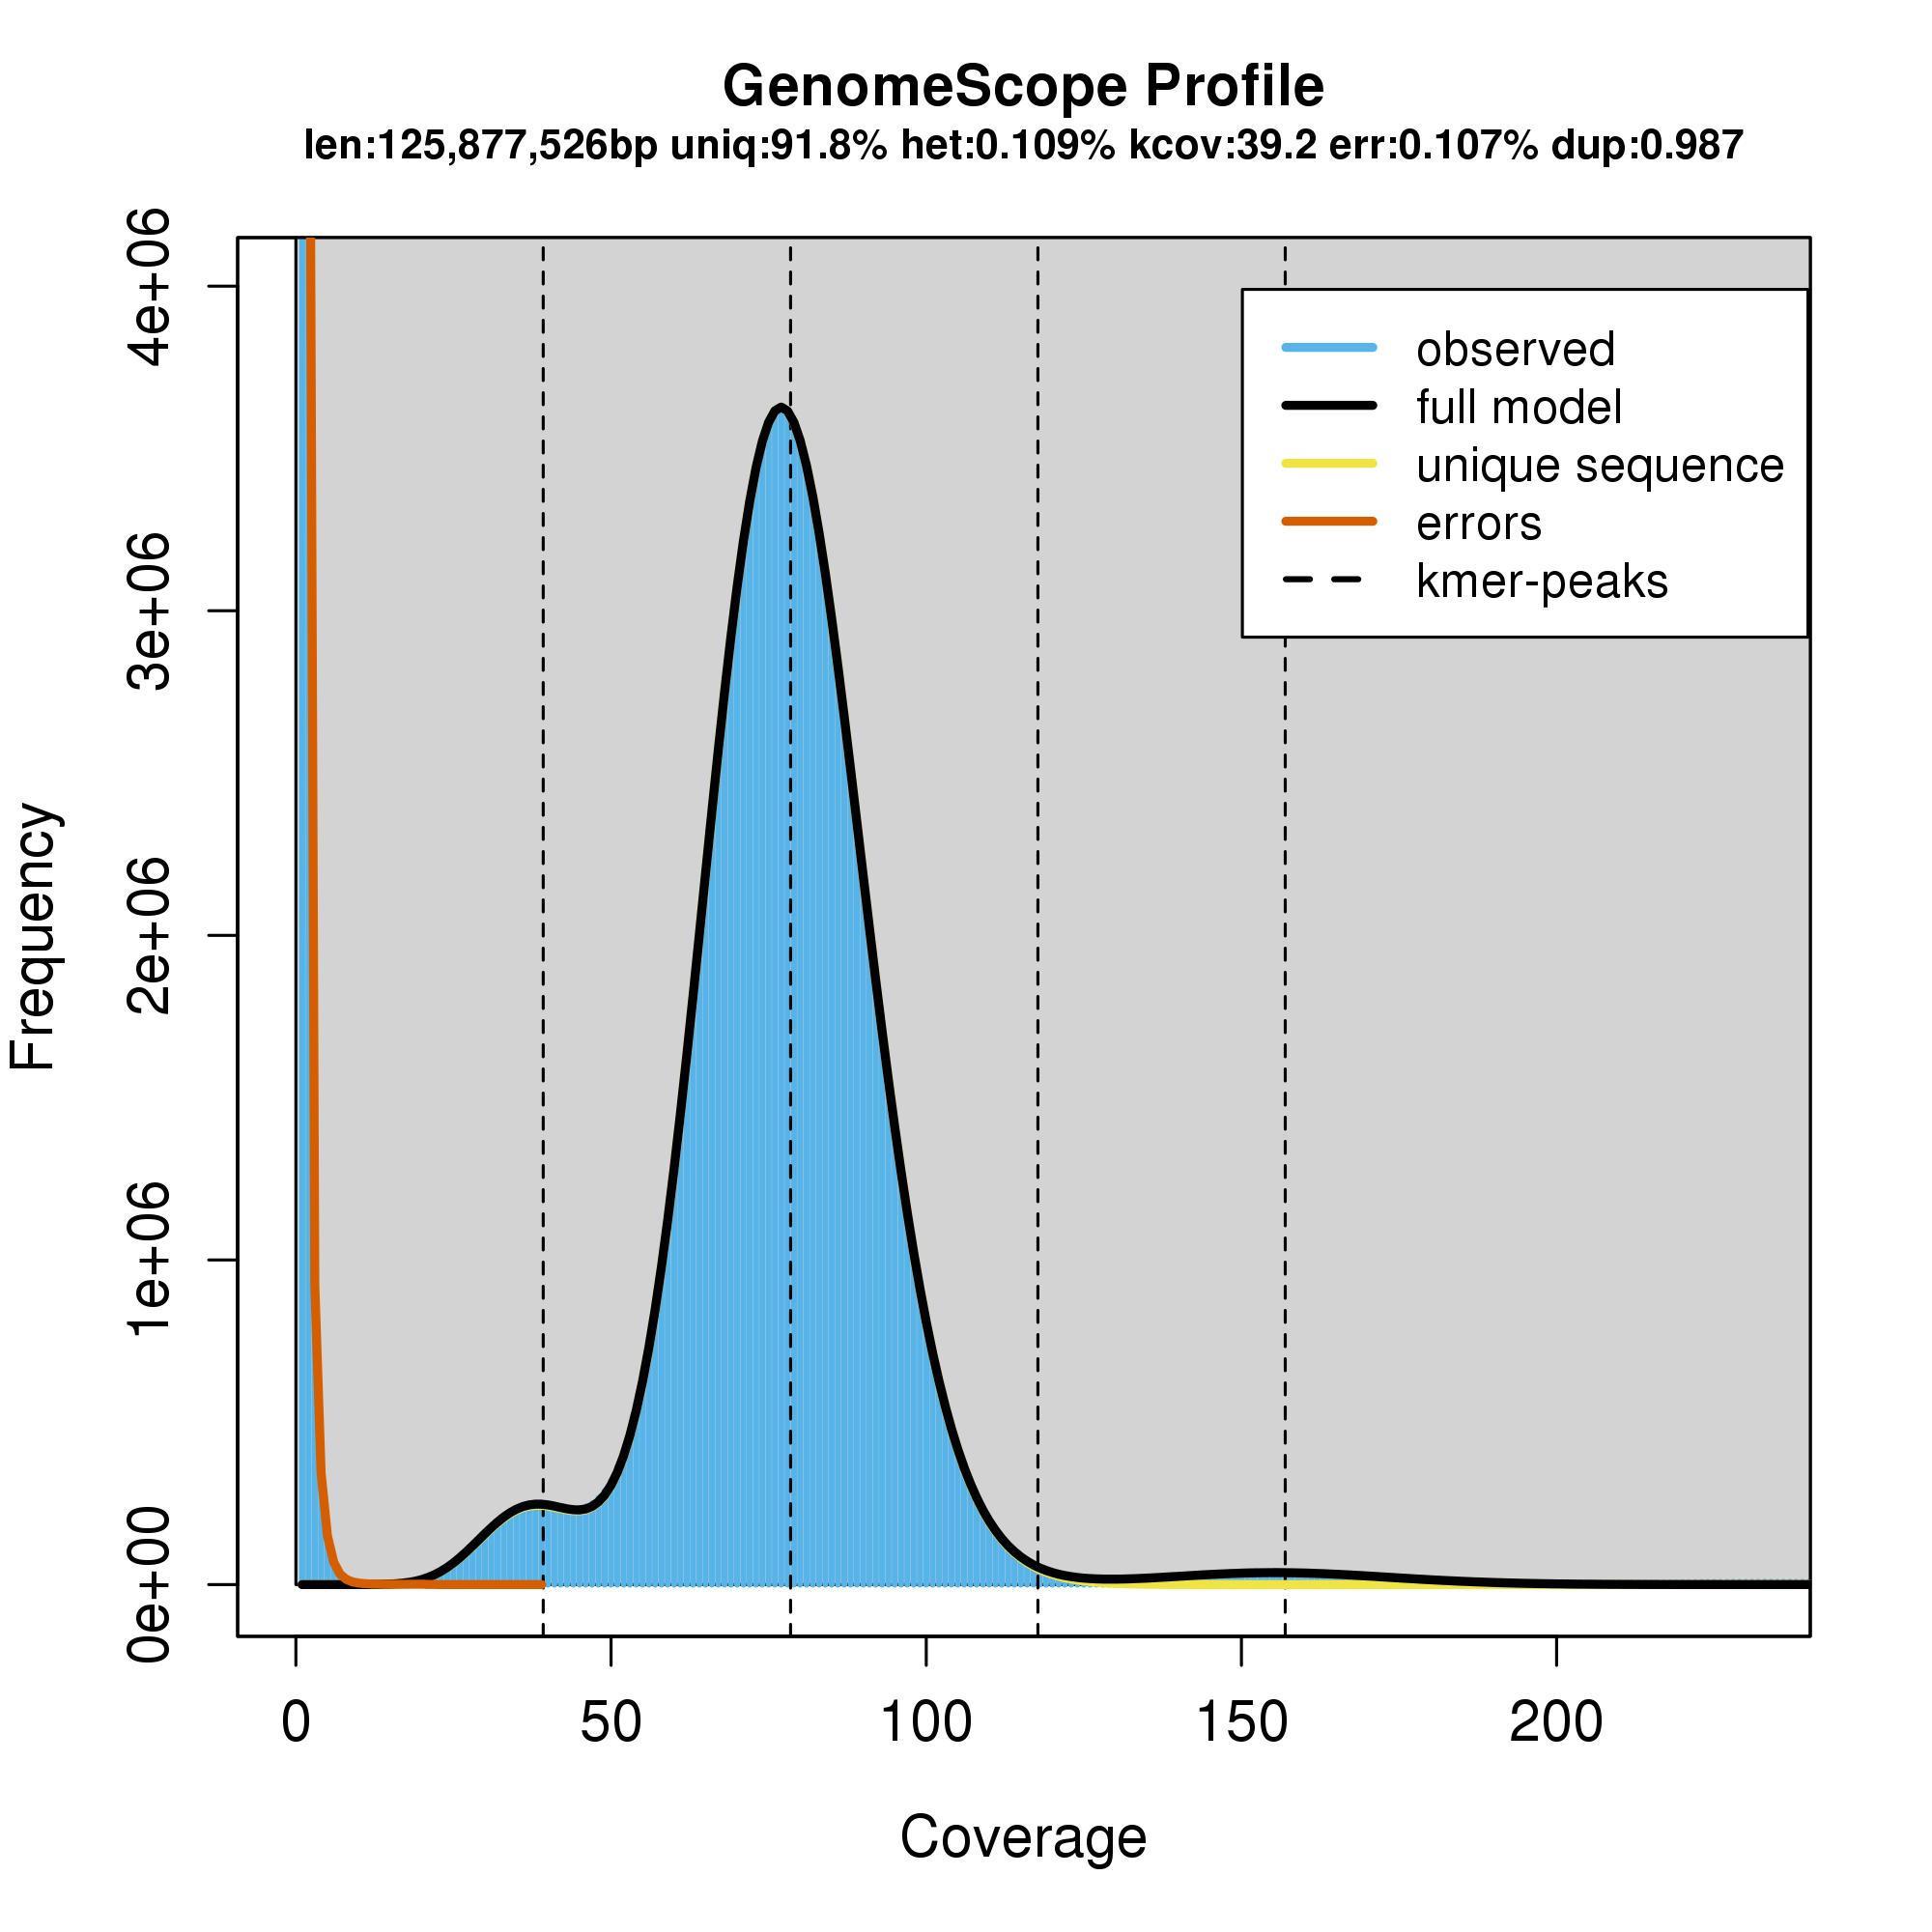 GenomeScope Profile
len:125,877,526bp uniq:91.8% het:0.109% kcov:39.2 err:0.107% dup:0.987
observed
full model
unique sequence
errors
kmer-peaks
Frequency
4e+06
3e+06
2e+06
1e+06
0e+00
0 50 100 150 200
Coverage